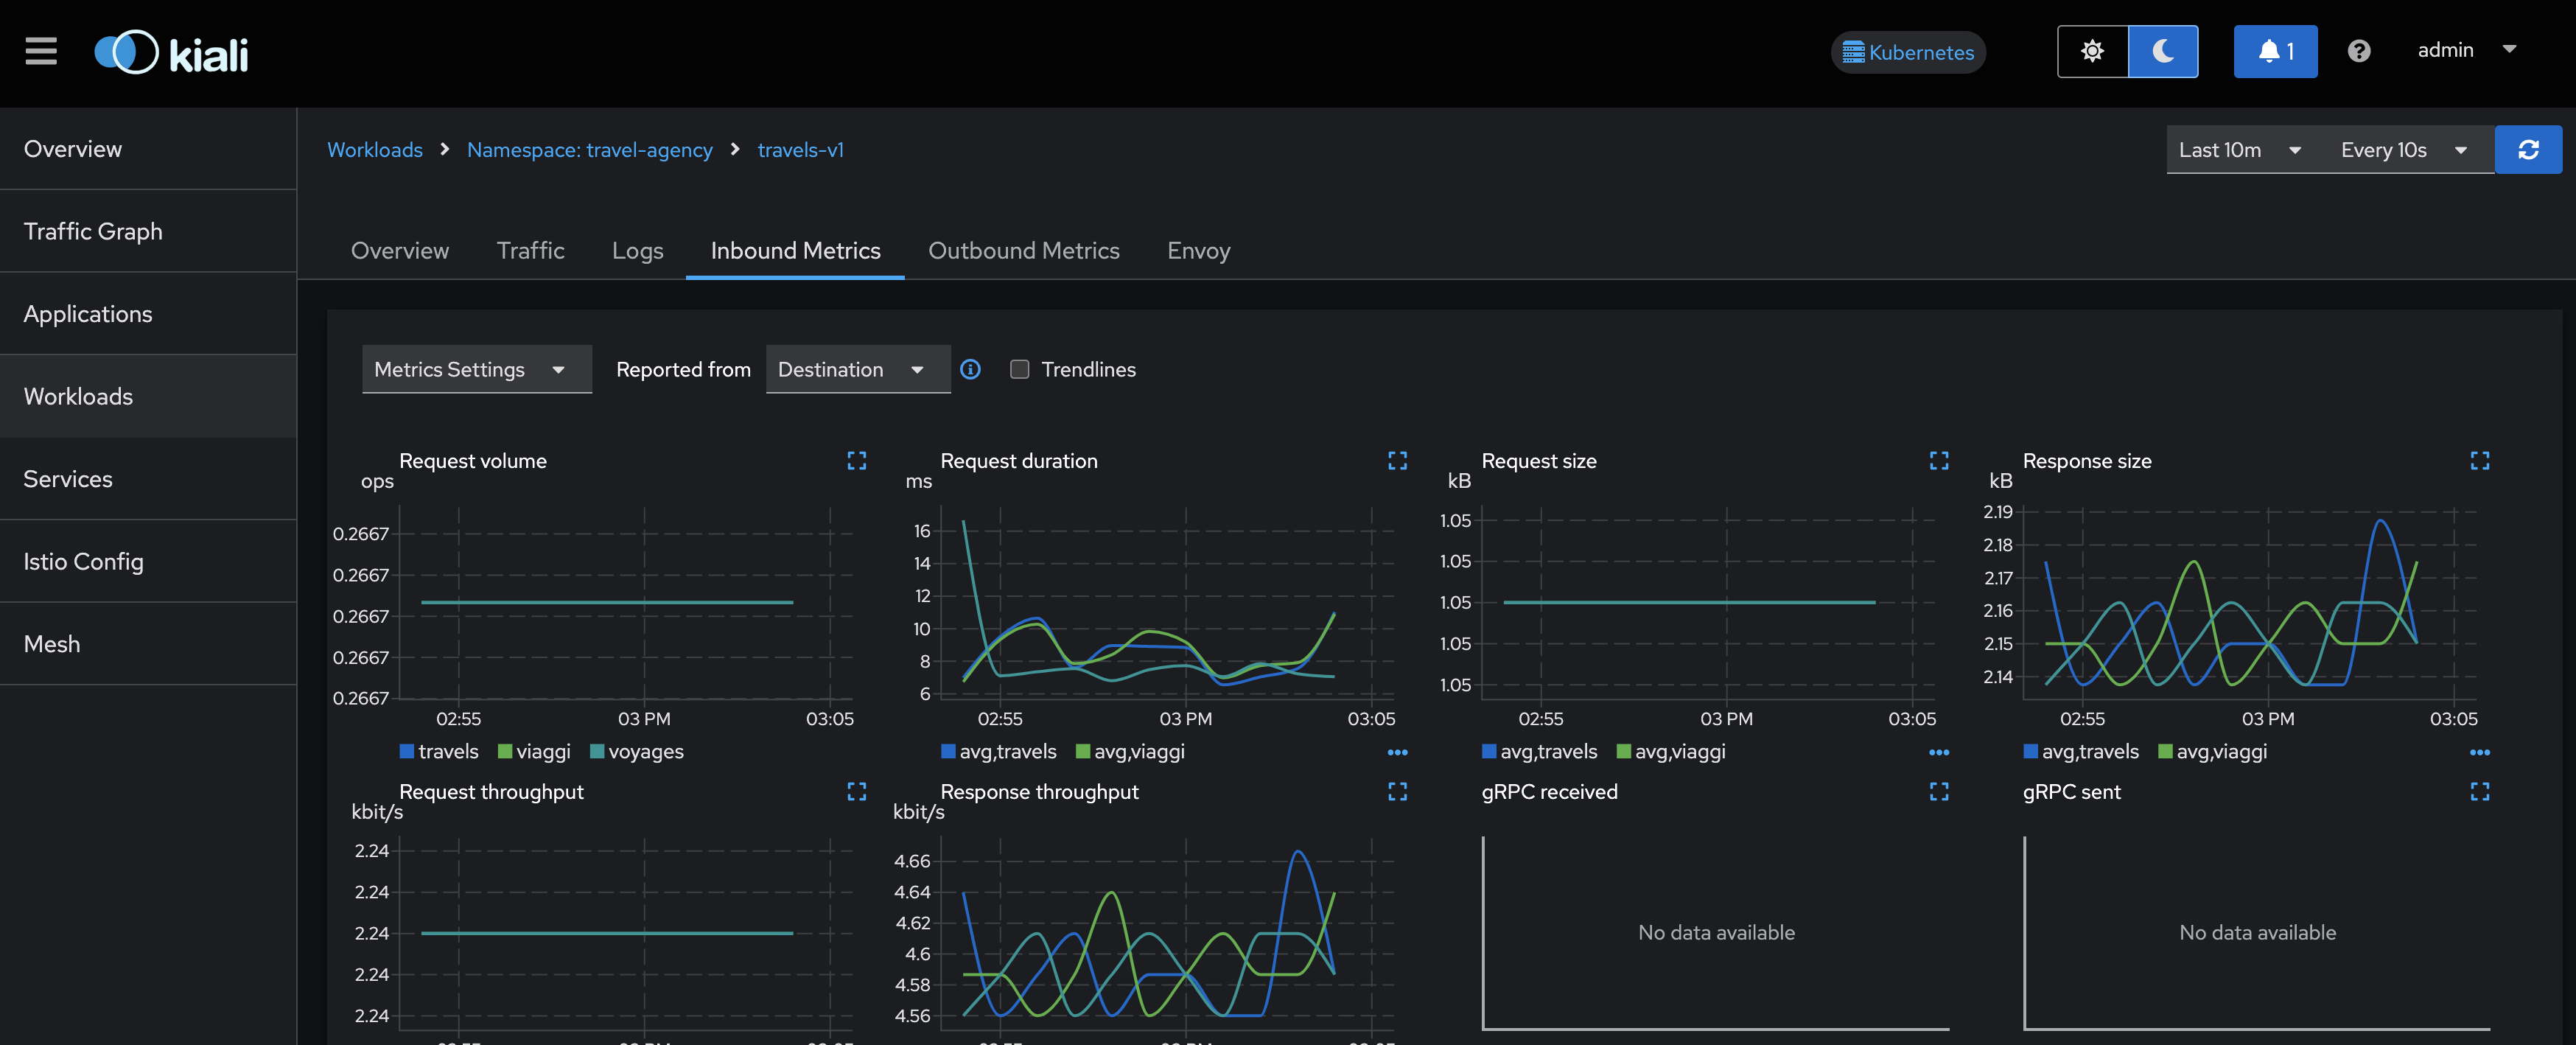 kiali
Kubernetes
1
admin
Overview
Traffic Graph
Applications
Workloads
Services
Istio Config
Mesh
Workloads
Namespace: travel-agency
travels-v1
Last 10m
Every 10s
Overview
Traffic
Logs
Inbound Metrics
Outbound Metrics
Envoy
Metrics Settings
Reported from
Destination
Trendlines
Request volume
ops
0.2667
0.2667
0.2667
0.2667
0.2667
02:55
03 PM
03:05
travels
viaggi
voyages
Request duration
ms
16
14
12
10
8
6
02:55
03 PM
03:05
avg,travels
avg,viaggi
Request size
kB
1.05
1.05
1.05
1.05
1.05
02:55
03 PM
03:05
avg,travels
avg,viaggi
Response size
kB
2.19
2.18
2.17
2.16
2.15
2.14
02:55
03 PM
03:05
avg,travels
avg,viaggi
Request throughput
kbit/s
2.24
2.24
2.24
2.24
2.24
Response throughput
kbit/s
4.66
4.64
4.62
4.6
4.58
4.56
gRPC received
No data available
gRPC sent
No data available